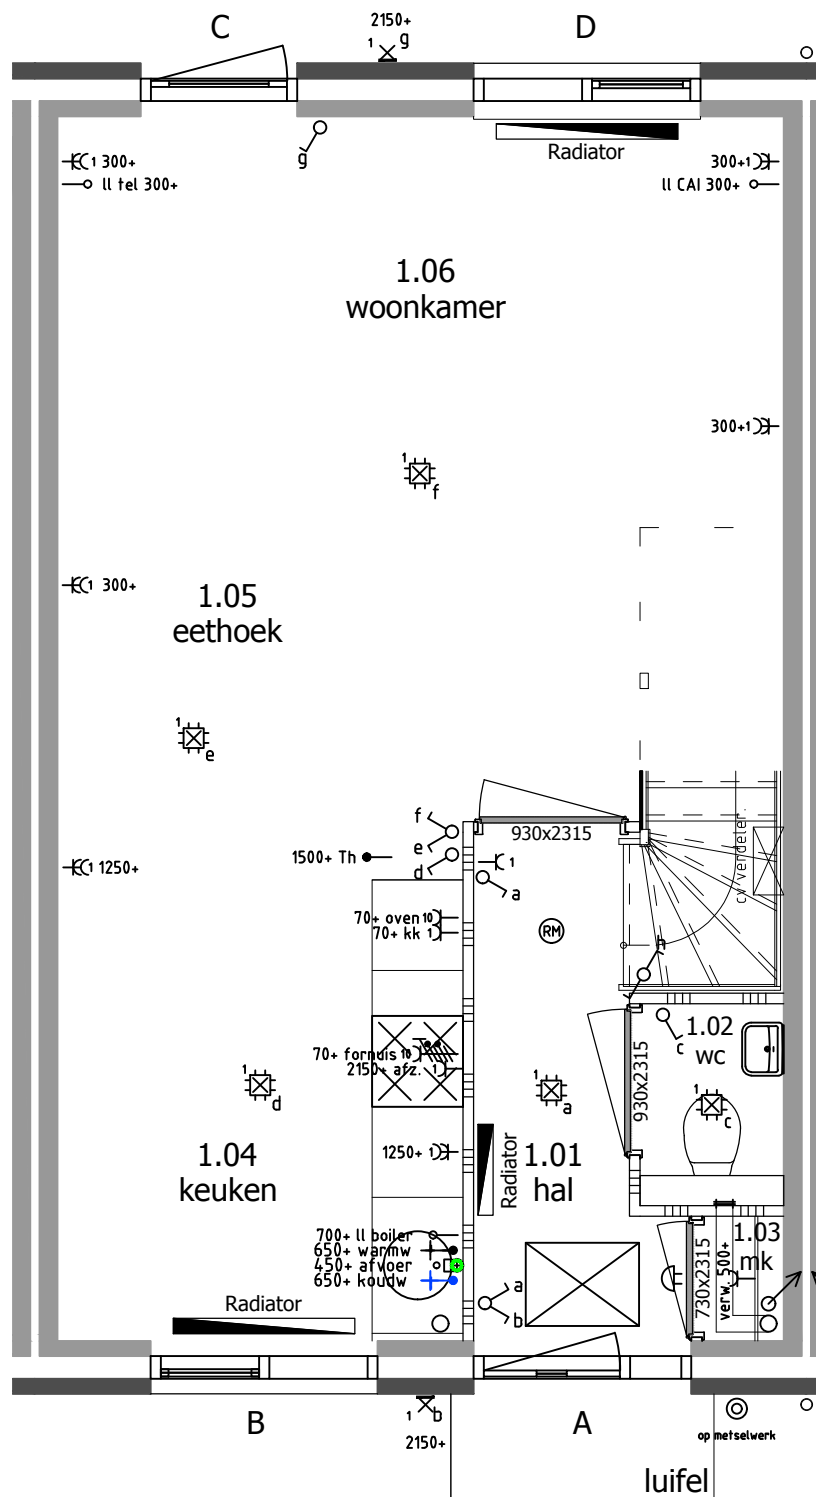 C
2150+
1 g
D
g
Radiator
1 300+
ll tel 300+
300+1
ll CAI 300+
1.06
woonkamer
300+1
1
f
1 300+
1.05
eethoek
1
e
f
e
d
930x2315
1500+ Th
1
a
1 1250+
cv verdeler.
70+ oven 10
70+ kk 1
RM
h
1.02
wc
c
930x2315
70+ fornuis 10
2150+ afz. 1
1
d
1
a
1
c
1250+ 1
Radiator
1.04
keuken
1.01
hal
700+ ll boiler
650+ warmw
450+ afvoer
650+ koudw
1.03
mk
730x2315
verw. 500+
Radiator
a
b
B
1 b
2150+
A
op metselwerk
luifel